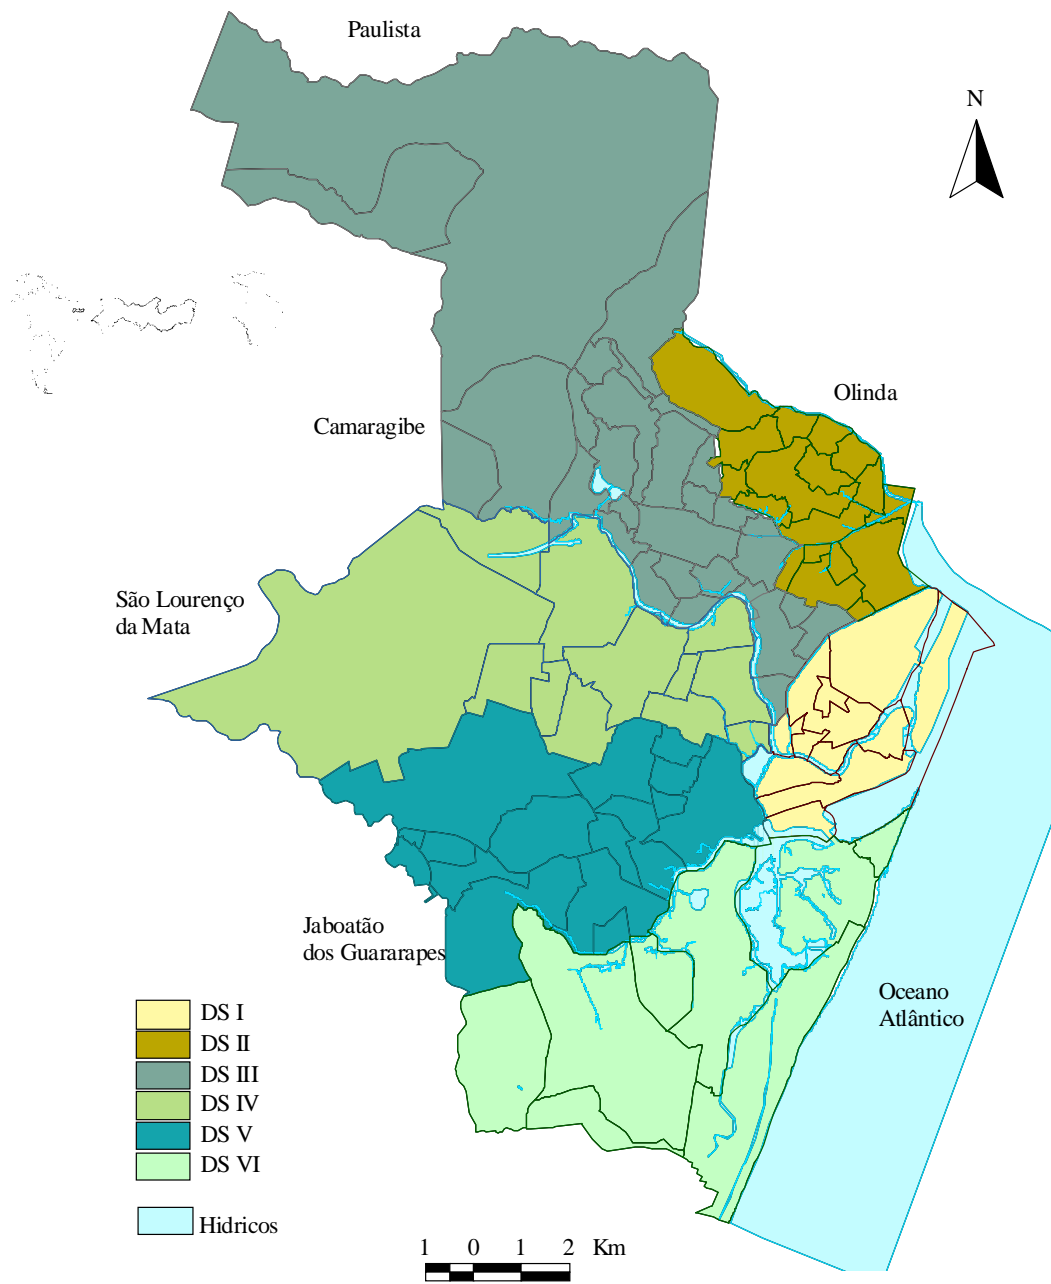 Paulista
N
Olinda
Camaragibe
São Lourenço
da Mata
Jaboatão
dos Guararapes
Oceano
Atlântico
DS I
DS II
DS III
DS IV
DS V
DS VI
Hidricos
1 0 1 2 Km